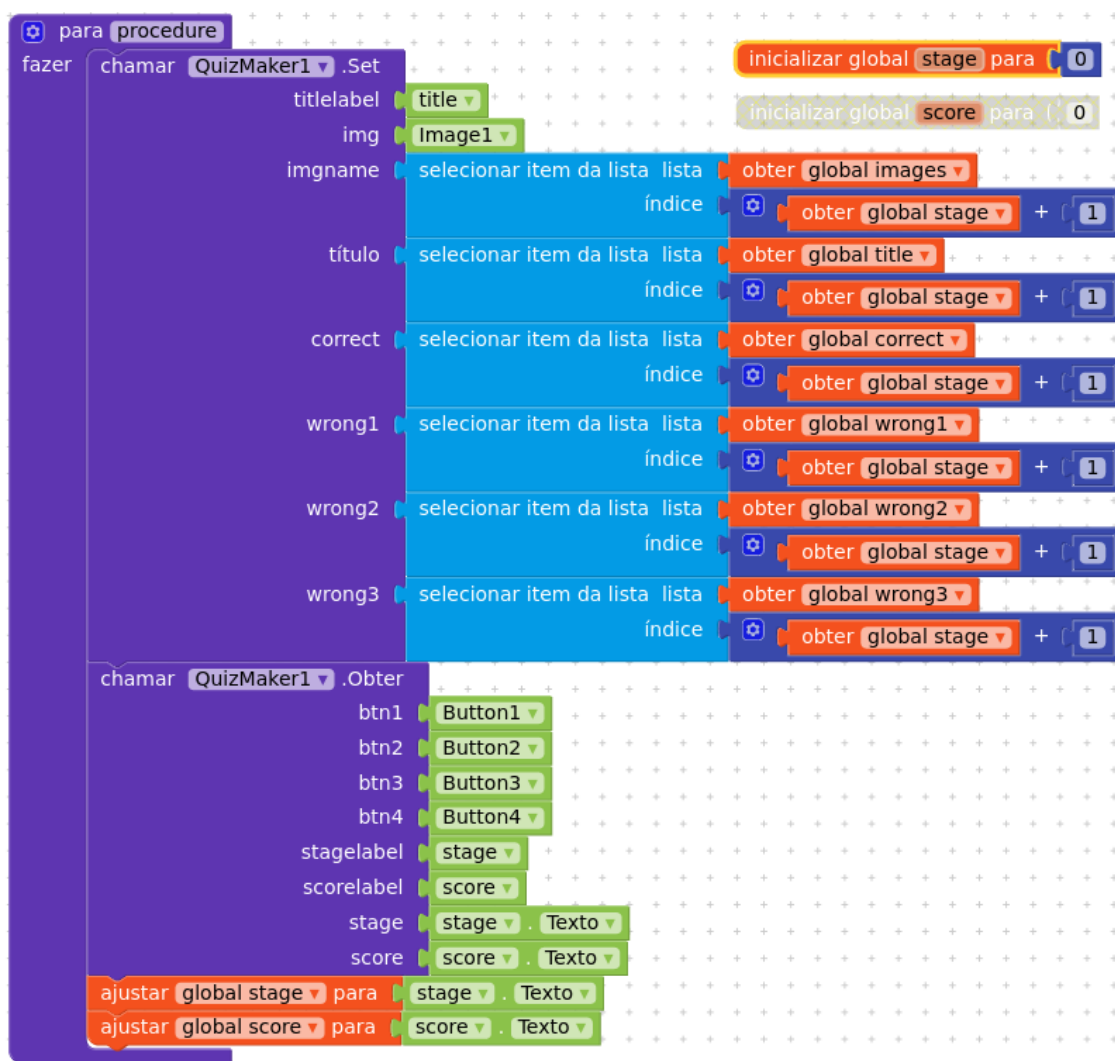 para procedure
fazer chamar QuizMaker1 .Set
inicializar global stage para 0
titlelabel title
inicializar global score para 0
img Image1
imgname selecionar item da lista lista obter global images
índice obter global stage + 1
título selecionar item da lista lista obter global title
índice obter global stage + 1
correct selecionar item da lista lista obter global correct
índice obter global stage + 1
wrong1 selecionar item da lista lista obter global wrong1
índice obter global stage + 1
wrong2 selecionar item da lista lista obter global wrong2
índice obter global stage + 1
wrong3 selecionar item da lista lista obter global wrong3
índice obter global stage + 1
chamar QuizMaker1 .Obter
btn1 Button1
btn2 Button2
btn3 Button3
btn4 Button4
stagelabel stage
scorelabel score
stage stage . Texto
score score . Texto
ajustar global stage para stage . Texto
ajustar global score para score . Texto